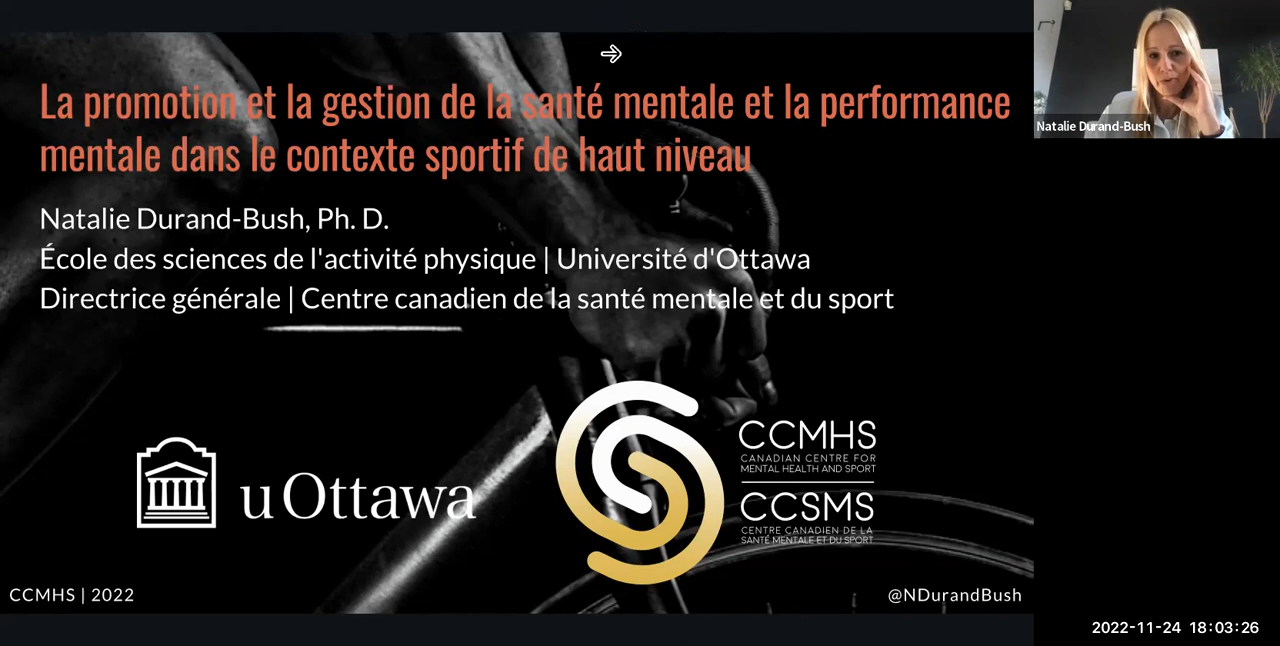 La promotion et la gestion de la santé mentale et la performance
mentale dans le contexte sportif de haut niveau
Natalie Durand-Bush, Ph. D.
École des sciences de l'activité physique | Université d'Ottawa
Directrice générale | Centre canadien de la santé mentale et du sport
uOttawa
CCMHS
CANADIAN CENTRE FOR
MENTAL HEALTH AND SPORT
CCSMS
CENTRE CANADIEN DE LA
SANTÉ MENTALE ET DU SPORT
CCMHS | 2022
@NDurandBush
Natalie Durand-Bush
2022-11-24 18:03:26